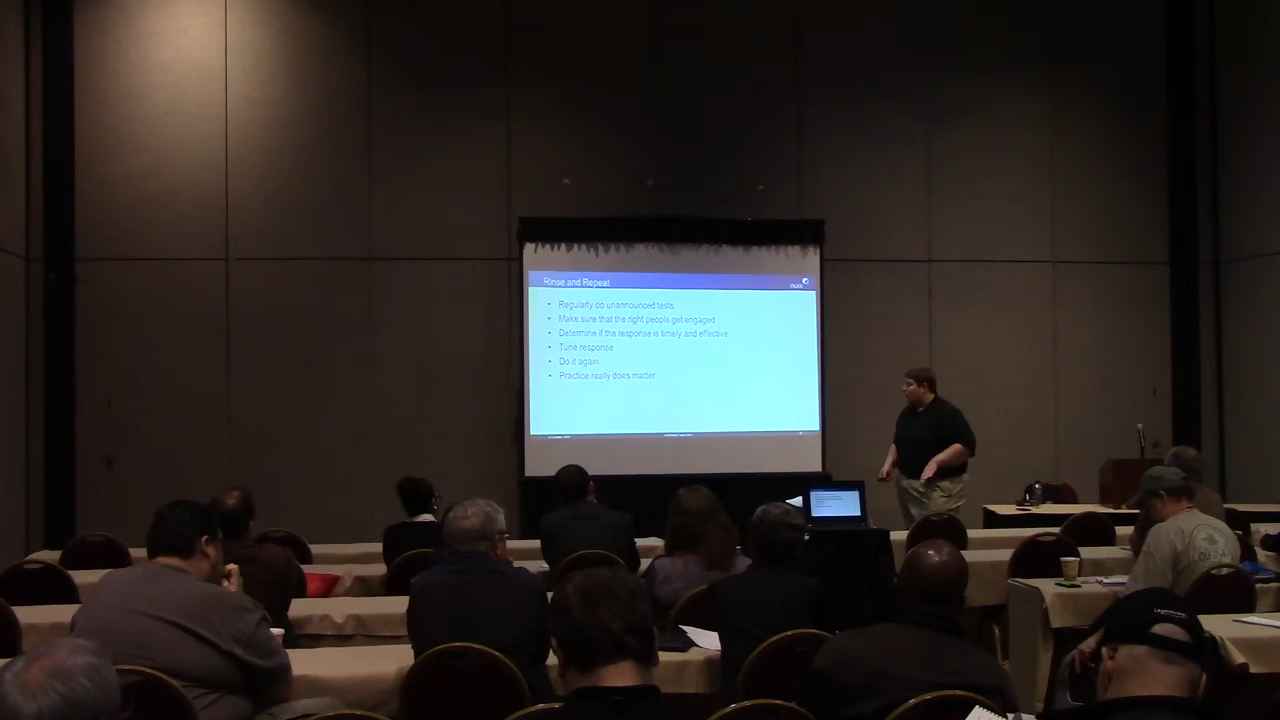 Rinse and Repeat
nuix
• Regularly do unannounced tests
• Make sure that the right people get engaged
• Determine if the response is timely and effective
• Tune response
• Do it again
• Practice really does matter